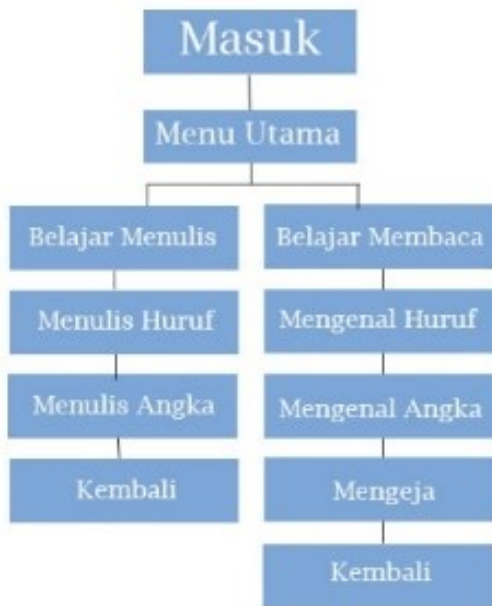 Masuk
Menu Utama
Belajar Menulis
Menulis Huruf
Menulis Angka
Kembali
Belajar Membaca
Mengenal Huruf
Mengenal Angka
Mengeja
Kembali